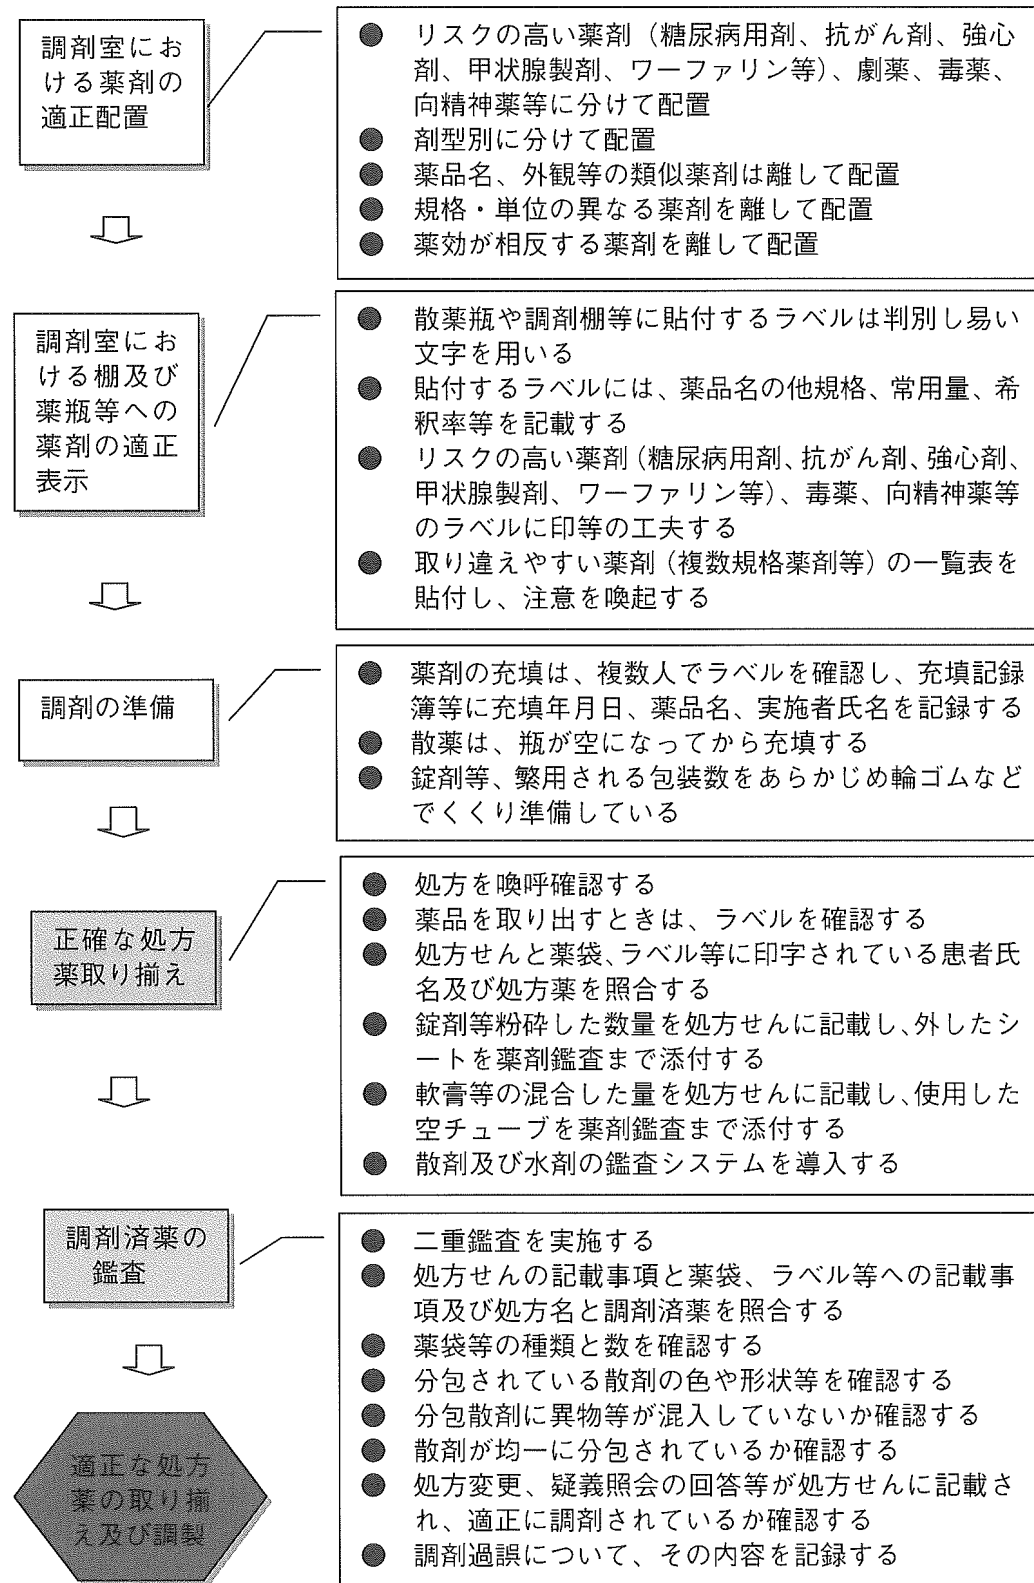 調剤室にお
ける薬剤の
適正配置
● リスクの高い薬剤（糖尿病用剤、抗がん剤、強心
剤、甲状腺製剤、ワーファリン等）、劇薬、毒薬、
向精神薬等に分けて配置
● 剤型別に分けて配置
● 薬品名、外観等の類似薬剤は離して配置
● 規格・単位の異なる薬剤を離して配置
● 薬効が相反する薬剤を離して配置
調剤室にお
ける棚及び
薬瓶等への
薬剤の適正
表示
● 散薬瓶や調剤棚等に貼付するラベルは判別し易い
文字を用いる
● 貼付するラベルには、薬品名の他規格、常用量、希
釈率等を記載する
● リスクの高い薬剤（糖尿病用剤、抗がん剤、強心剤、
甲状腺製剤、ワーファリン等）、毒薬、向精神薬等
のラベルに印等の工夫する
● 取り違えやすい薬剤（複数規格薬剤等）の一覧表を
貼付し、注意を喚起する
調剤の準備
● 薬剤の充填は、複数人でラベルを確認し、充填記録
簿等に充填年月日、薬品名、実施者氏名を記録する
● 散薬は、瓶が空になってから充填する
● 錠剤等、繁用される包装数をあらかじめ輪ゴムなど
でくくり準備している
正確な処方
薬取り揃え
● 処方を喚呼確認する
● 薬品を取り出すときは、ラベルを確認する
● 処方せんと薬袋、ラベル等に印字されている患者氏
名及び処方薬を照合する
● 錠剤等粉砕した数量を処方せんに記載し、外したシ
ートを薬剤鑑査まで添付する
● 軟膏等の混合した量を処方せんに記載し、使用した
空チューブを薬剤鑑査まで添付する
● 散剤及び水剤の鑑査システムを導入する
調剤済薬の
鑑査
● 二重鑑査を実施する
● 処方せんの記載事項と薬袋、ラベル等への記載事
項及び処方名と調剤済薬を照合する
● 薬袋等の種類と数を確認する
● 分包されている散剤の色や形状等を確認する
● 分包散剤に異物等が混入していないか確認する
● 散剤が均一に分包されているか確認する
● 処方変更、疑義照会の回答等が処方せんに記載さ
れ、適正に調剤されているか確認する
● 調剤過誤について、その内容を記録する
適正な処方
薬の取り揃
え及び調製